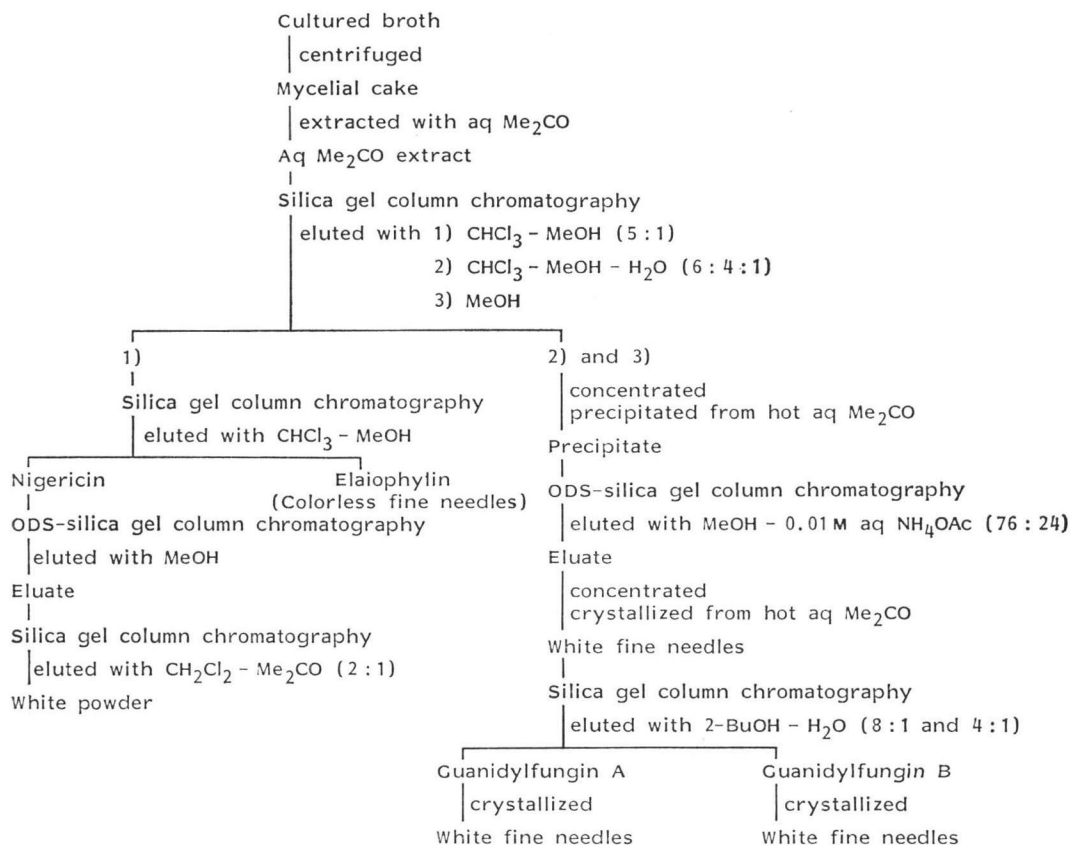 Cultured broth
centrifuged
Mycelial cake
extracted with aq Me₂CO
Aq Me₂CO extract
Silica gel column chromatography
eluted with 1) CHCl₃ – MeOH (5 : 1)
2) CHCl₃ – MeOH – H₂O (6 : 4 : 1)
3) MeOH
1)
Silica gel column chromatography
eluted with CHCl₃ – MeOH
Nigericin
ODS-silica gel column chromatography
eluted with MeOH
Eluate
Silica gel column chromatography
eluted with CH₂Cl₂ – Me₂CO (2 : 1)
White powder
Elaiophylin
(Colorless fine needles)
2) and 3)
concentrated
precipitated from hot aq Me₂CO
Precipitate
ODS-silica gel column chromatography
eluted with MeOH – 0.01 M aq NH₄OAc (76 : 24)
Eluate
concentrated
crystallized from hot aq Me₂CO
White fine needles
Silica gel column chromatography
eluted with 2-BuOH – H₂O (8 : 1 and 4 : 1)
Guanidylfungin A
crystallized
White fine needles
Guanidylfungin B
crystallized
White fine needles